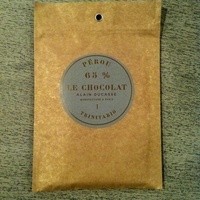 PÉROU
65 %
LE CHOCOLAT
ALAIN DUCASSE
TRINITARIO